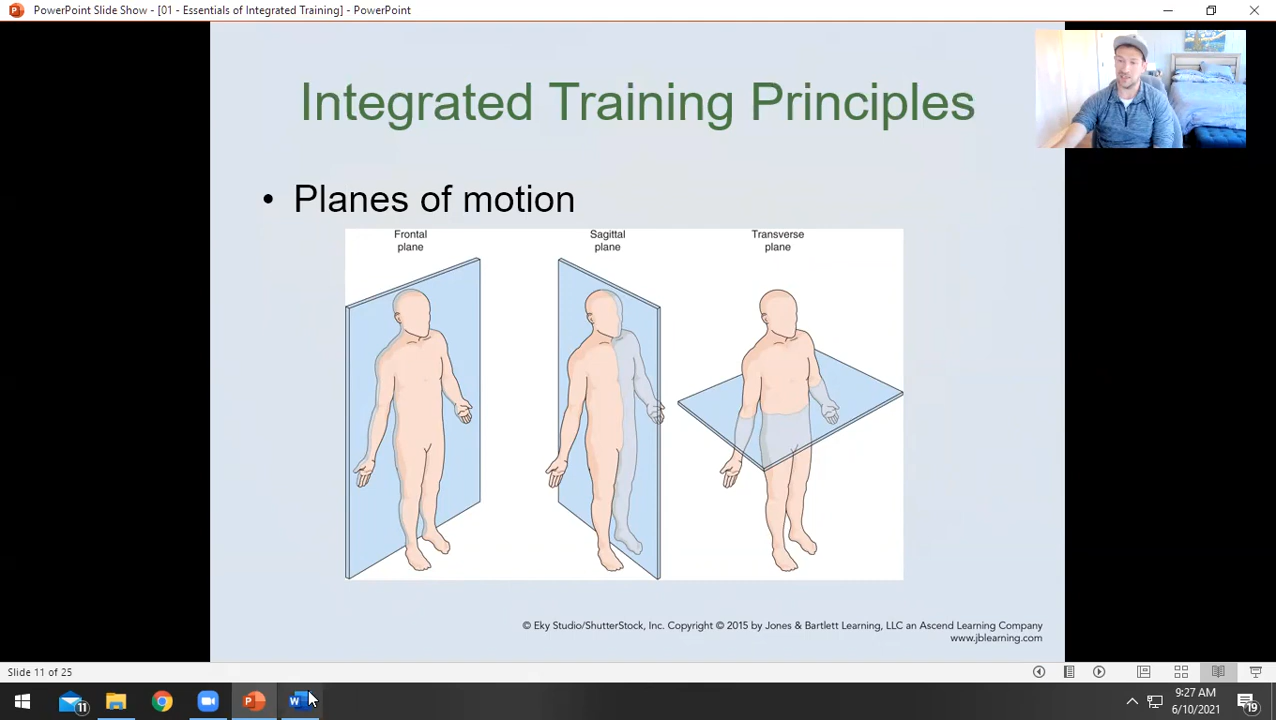 PowerPoint Slide Show - [01 - Essentials of Integrated Training] - PowerPoint
Integrated Training Principles
• Planes of motion
Frontal
plane
Sagittal
plane
Transverse
plane
© Eky Studio/ShutterStock, Inc. Copyright © 2015 by Jones & Bartlett Learning, LLC an Ascend Learning Company
www.jblearning.com
Slide 11 of 25
11
9:27 AM
6/10/2021
19